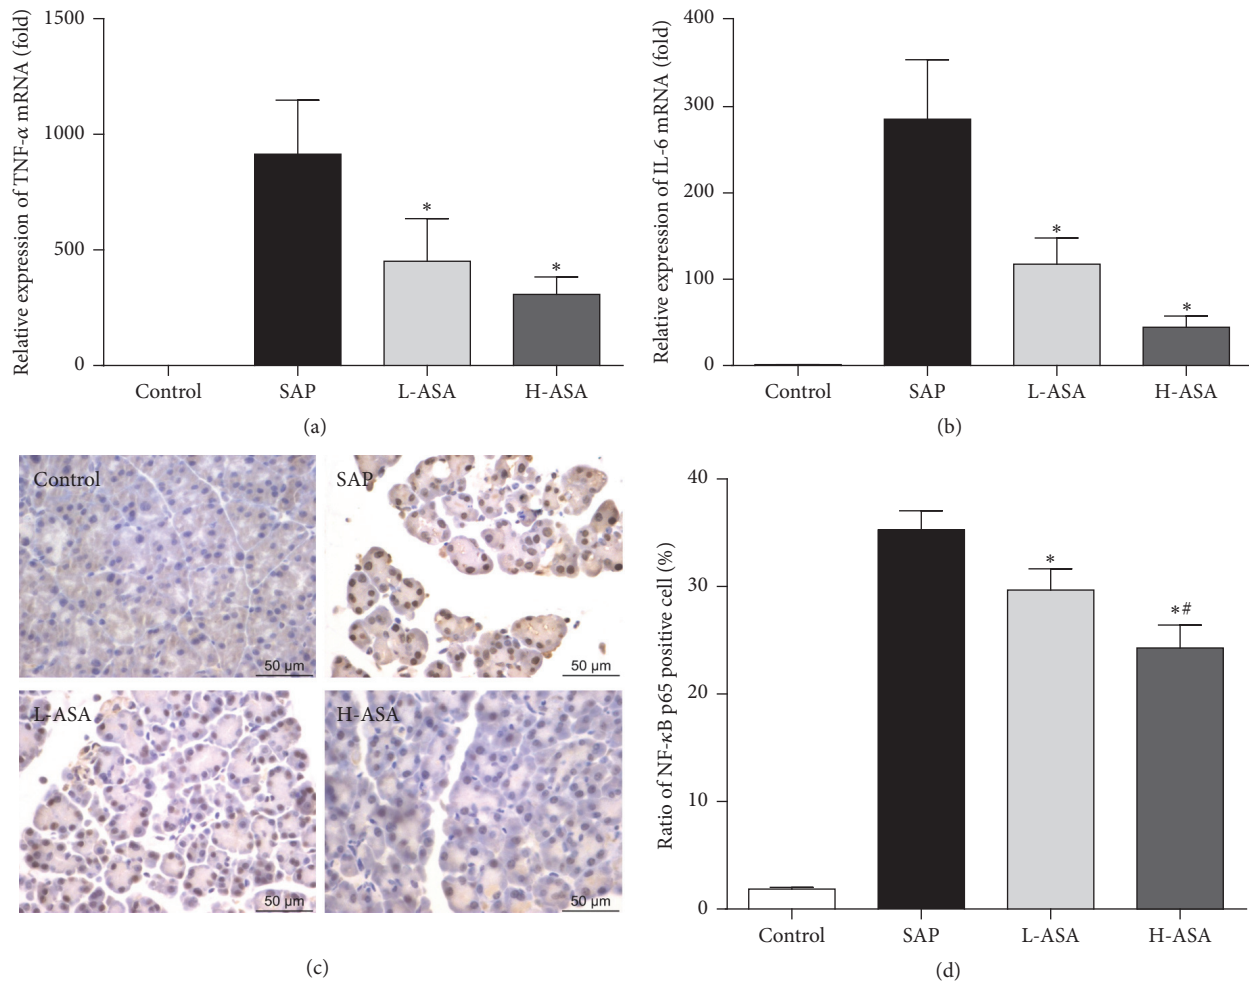 Relative expression of TNF-α mRNA (fold)
1500
1000
500
0
*
*
Control SAP L-ASA H-ASA
(a)
Relative expression of IL-6 mRNA (fold)
400
300
200
100
0
*
*
Control SAP L-ASA H-ASA
(b)
Control
50 µm
SAP
50 µm
L-ASA
50 µm
H-ASA
50 µm
(c)
Ratio of NF-κB p65 positive cell (%)
40
30
20
10
0
*
*#
Control SAP L-ASA H-ASA
(d)